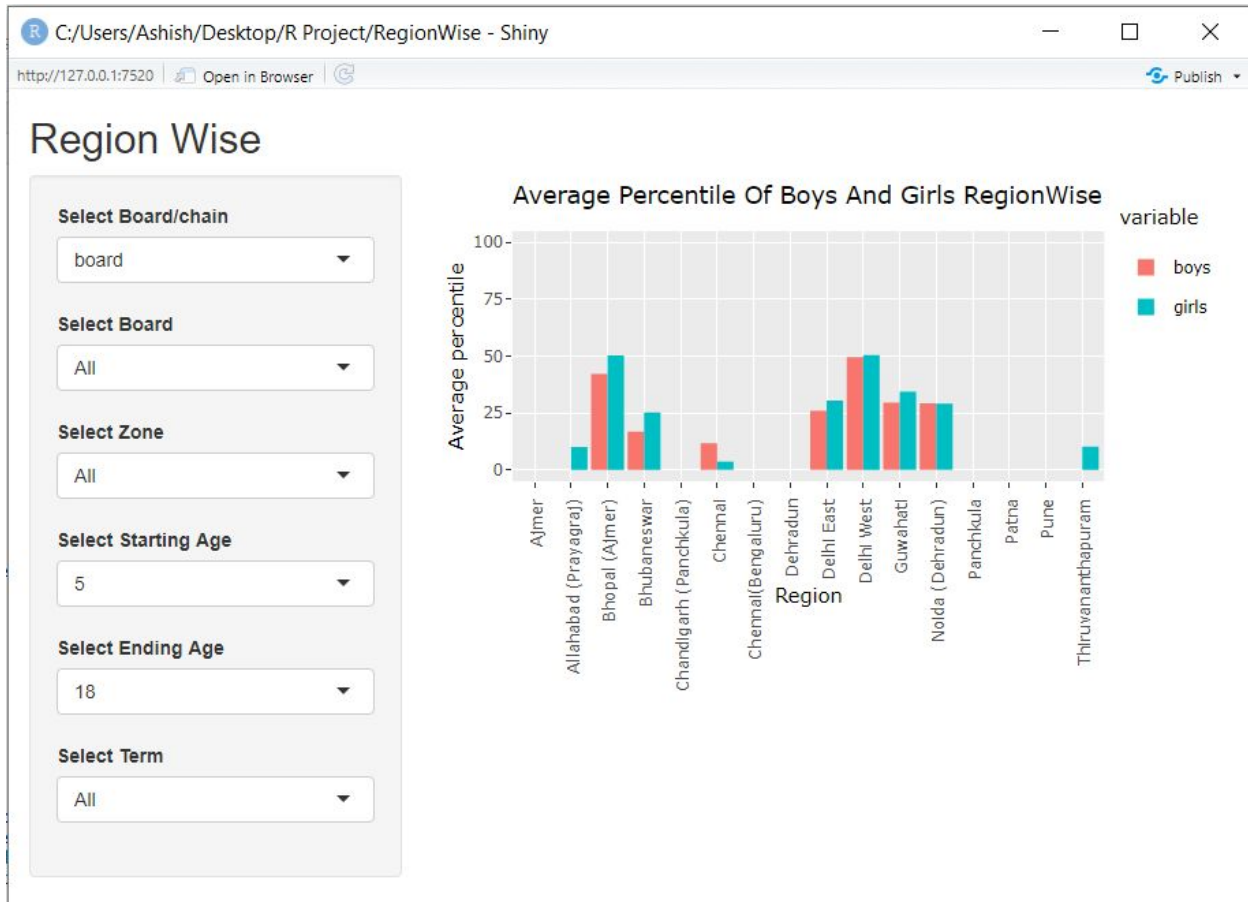 R C:/Users/Ashish/Desktop/R Project/RegionWise - Shiny
http://127.0.0.1:7520 Open in Browser Publish
Region Wise
Select Board/chain
board
Select Board
All
Select Zone
All
Select Starting Age
5
Select Ending Age
18
Select Term
All
Average Percentile Of Boys And Girls RegionWise
variable
boys
girls
Average percentile
100
75
50
25
0
Ajmer
Allahabad (Prayagraj)
Bhopal (Ajmer)
Bhubaneswar
Chandigarh (Panchkula)
Chennai
Chennai(Bengaluru)
Dehradun
Delhi East
Delhi West
Guwahati
Noida (Dehradun)
Panchkula
Patna
Pune
Thiruvananthapuram
Region